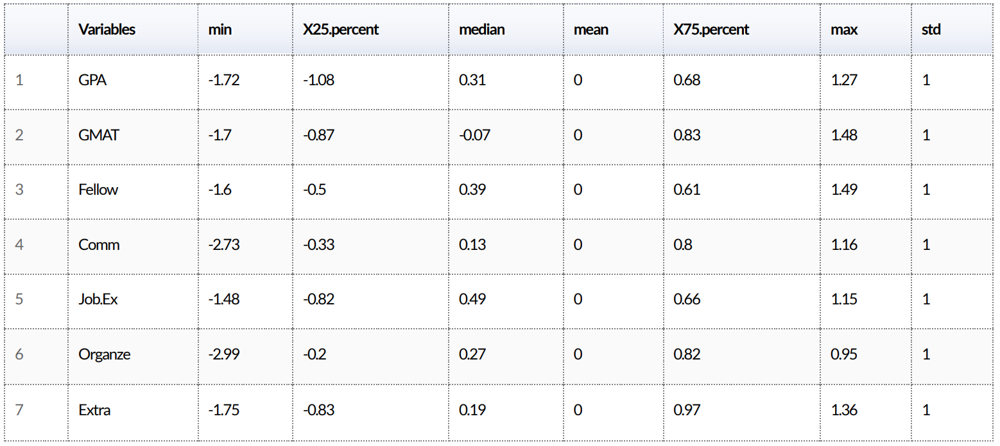 Variables min X25.percent median mean X75.percent max std
1 GPA -1.72 -1.08 0.31 0 0.68 1.27 1
2 GMAT -1.7 -0.87 -0.07 0 0.83 1.48 1
3 Fellow -1.6 -0.5 0.39 0 0.61 1.49 1
4 Comm -2.73 -0.33 0.13 0 0.8 1.16 1
5 Job.Ex -1.48 -0.82 0.49 0 0.66 1.15 1
6 Organze -2.99 -0.2 0.27 0 0.82 0.95 1
7 Extra -1.75 -0.83 0.19 0 0.97 1.36 1